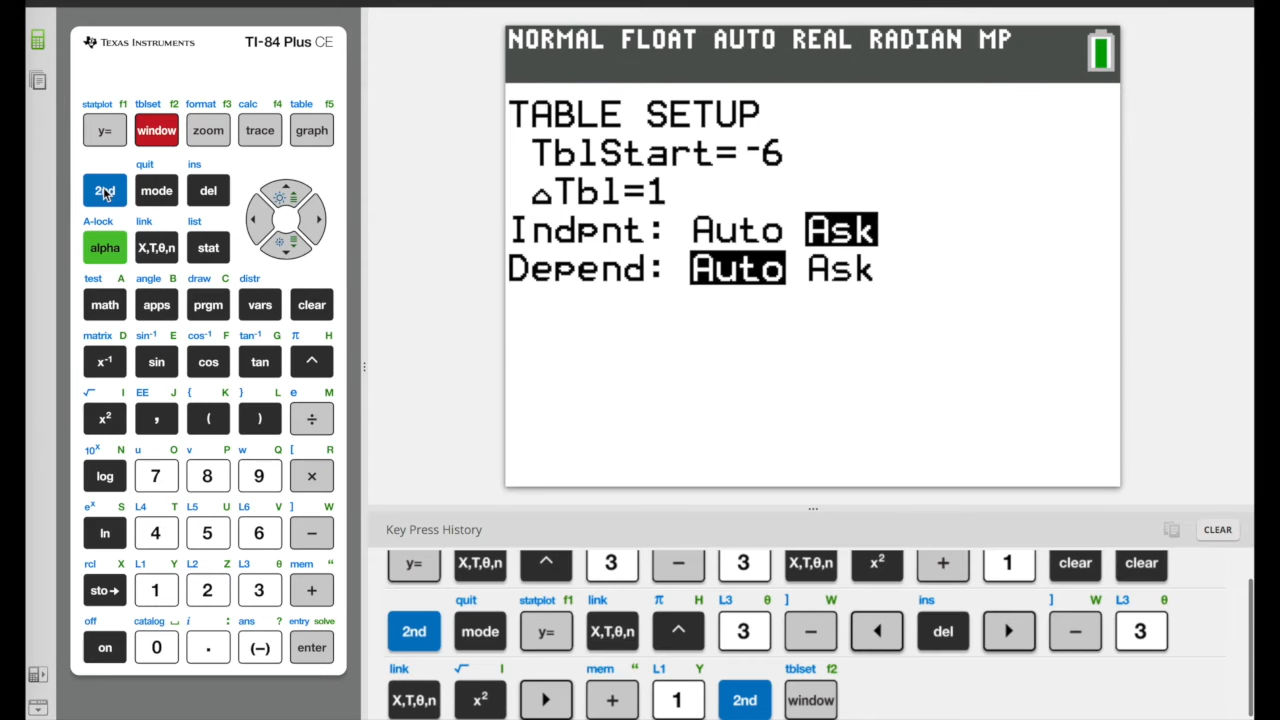 TEXAS INSTRUMENTS TI-84 Plus CE
statplot f1 tblset f2 format f3 calc f4 table f5
y= window zoom trace graph
quit ins
2nd mode del
A-lock link list
alpha X,T,θ,n stat
test A angle B draw C distr
math apps prgm vars clear
matrix D sin⁻¹ E cos⁻¹ F tan⁻¹ G π H
x⁻¹ sin cos tan ^
√ I EE J { K } L e M
x² , ( ) ÷
10ˣ N u O v P w Q [ R
log 7 8 9 ×
eˣ S L4 T L5 U L6 V ] W
ln 4 5 6 −
rcl X L1 Y L2 Z L3 θ mem “
sto→ 1 2 3 +
off catalog ⎵ i : ans ? entry solve
on 0 . (−) enter
NORMAL FLOAT AUTO REAL RADIAN MP
TABLE SETUP
TblStart=-6
△Tbl=1
Indpnt: Auto Ask
Depend: Auto Ask
Key Press History CLEAR
y= X,T,θ,n ^ 3 − 3 X,T,θ,n x² + 1 clear clear
quit statplot f1 link π H L3 θ ] W ins ] W L3 θ
2nd mode y= X,T,θ,n ^ 3 − del − 3
link √ I mem “ L1 Y tblset f2
X,T,θ,n x² + 1 2nd window